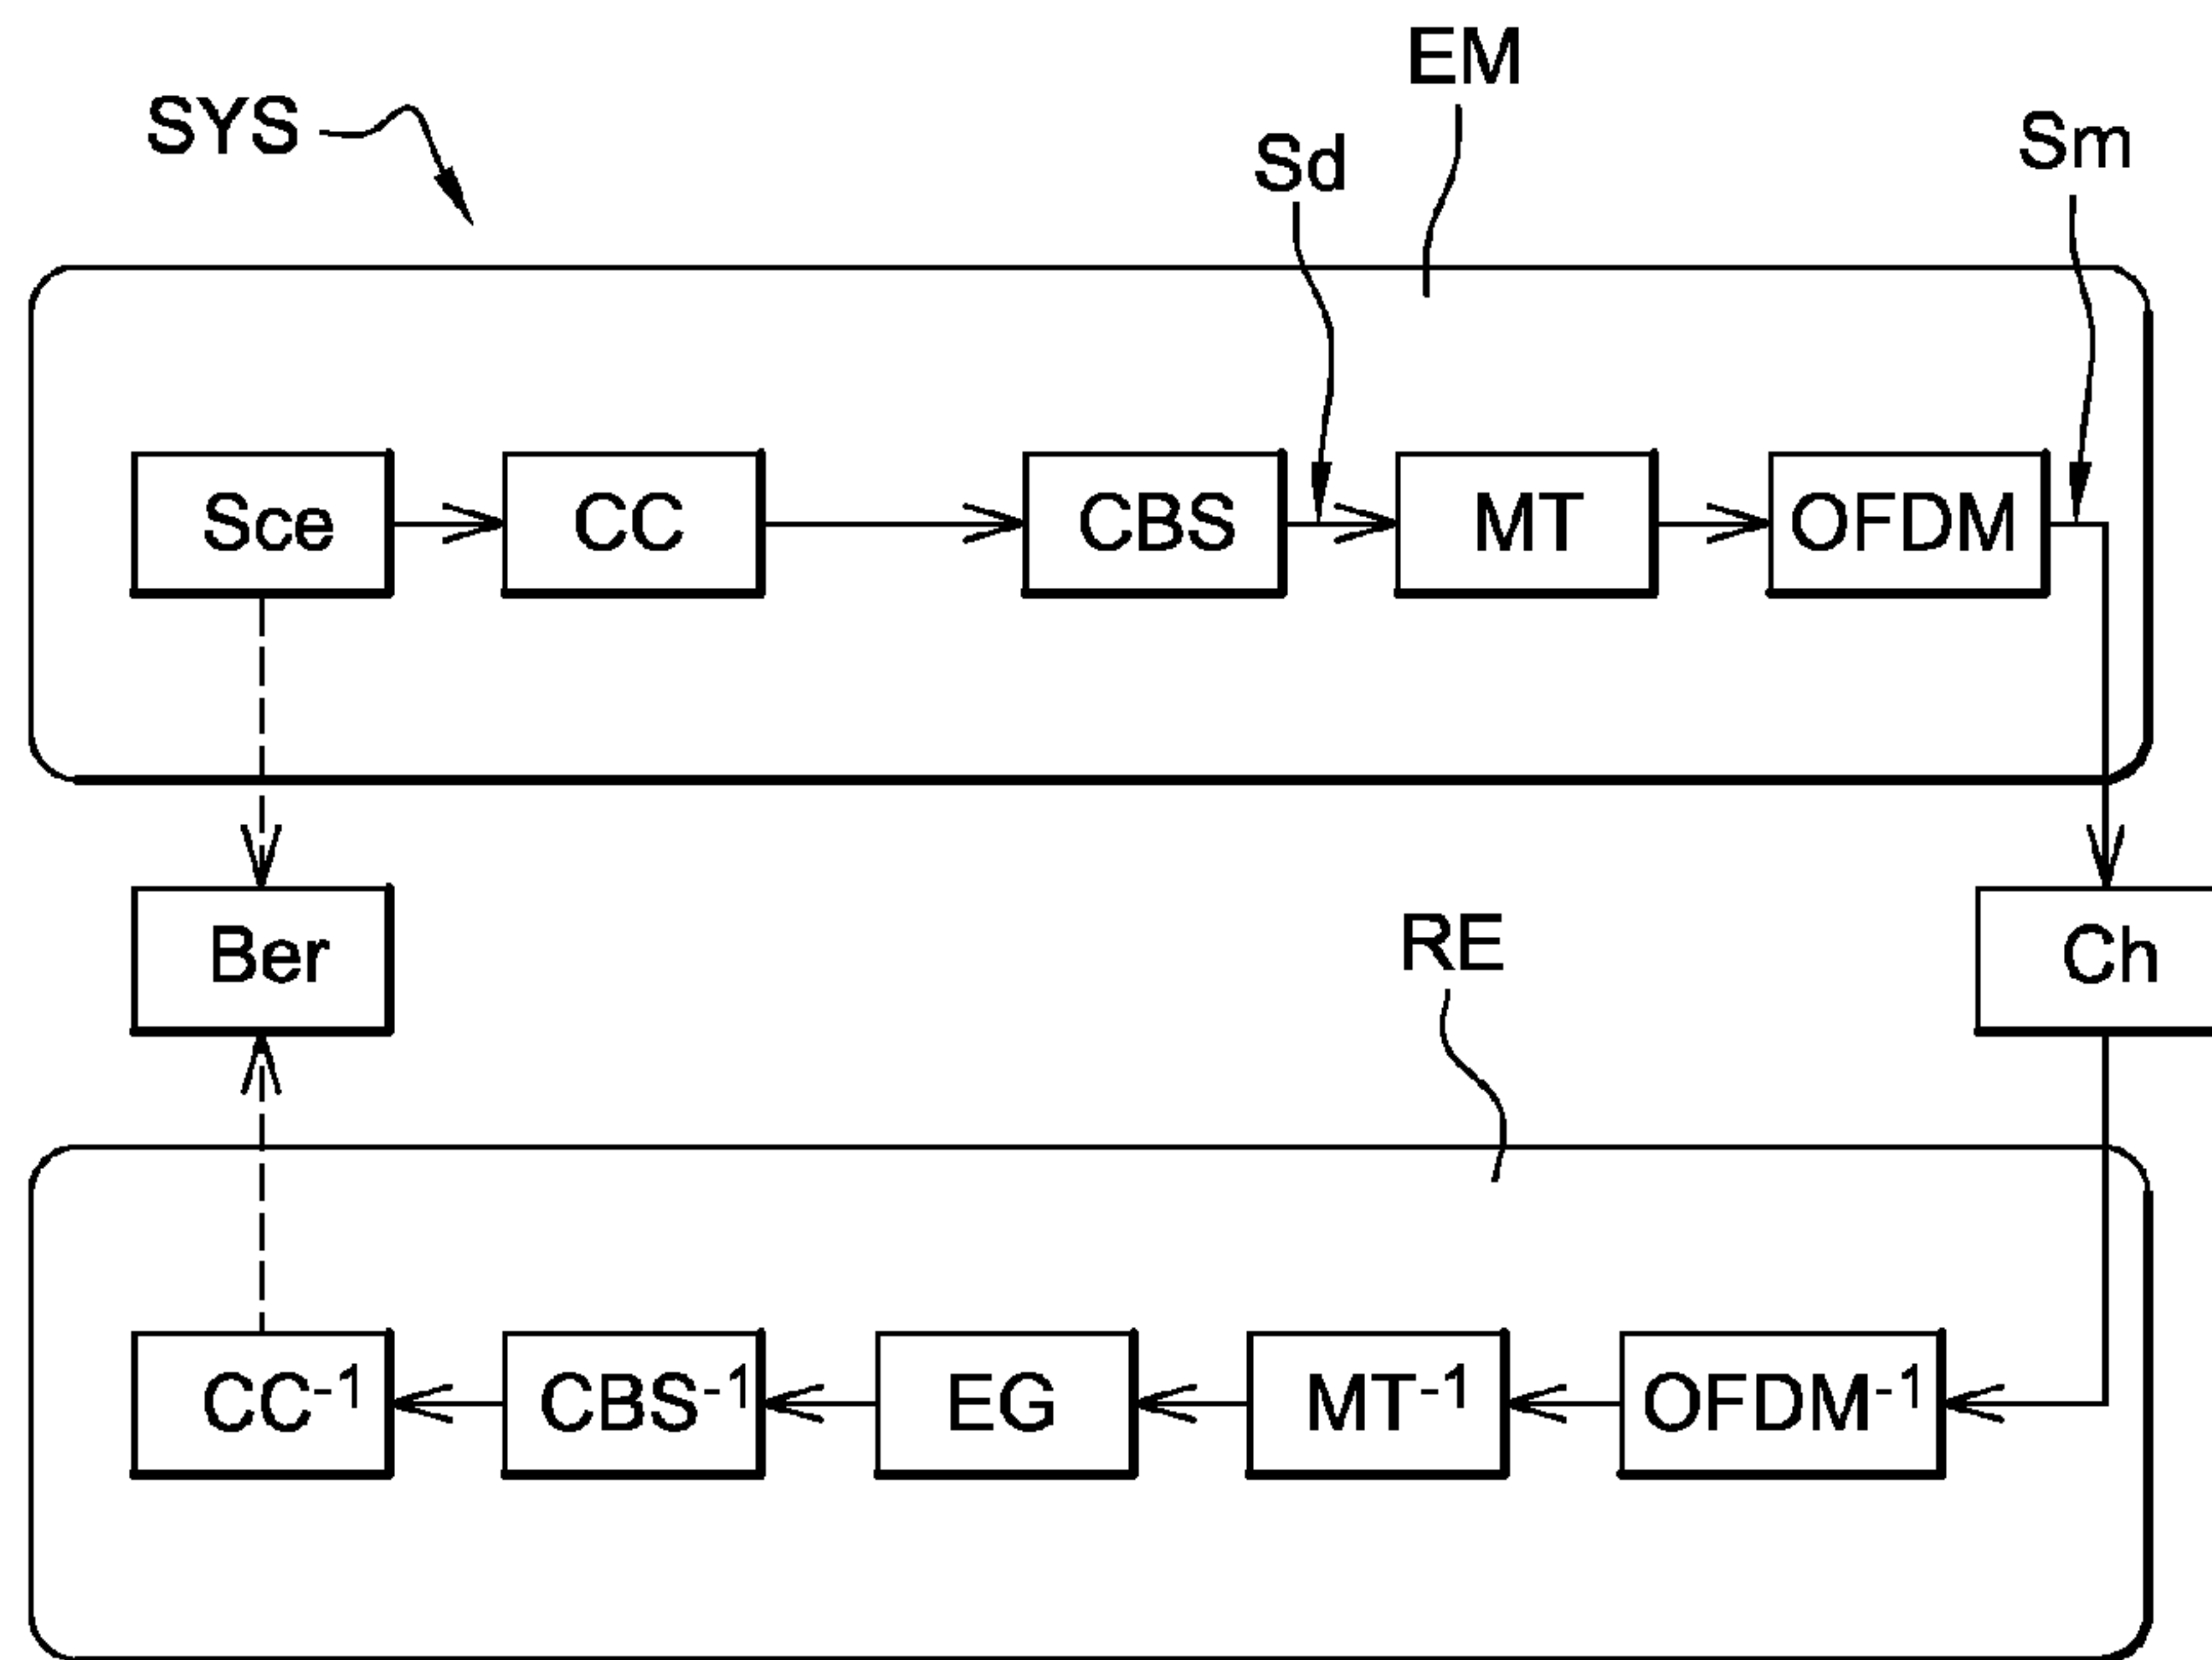 EM
SYS
Sd
Sm
Sce
CC
CBS
MT
OFDM
Ber
RE
Ch
CC-1
CBS-1
EG
MT-1
OFDM-1